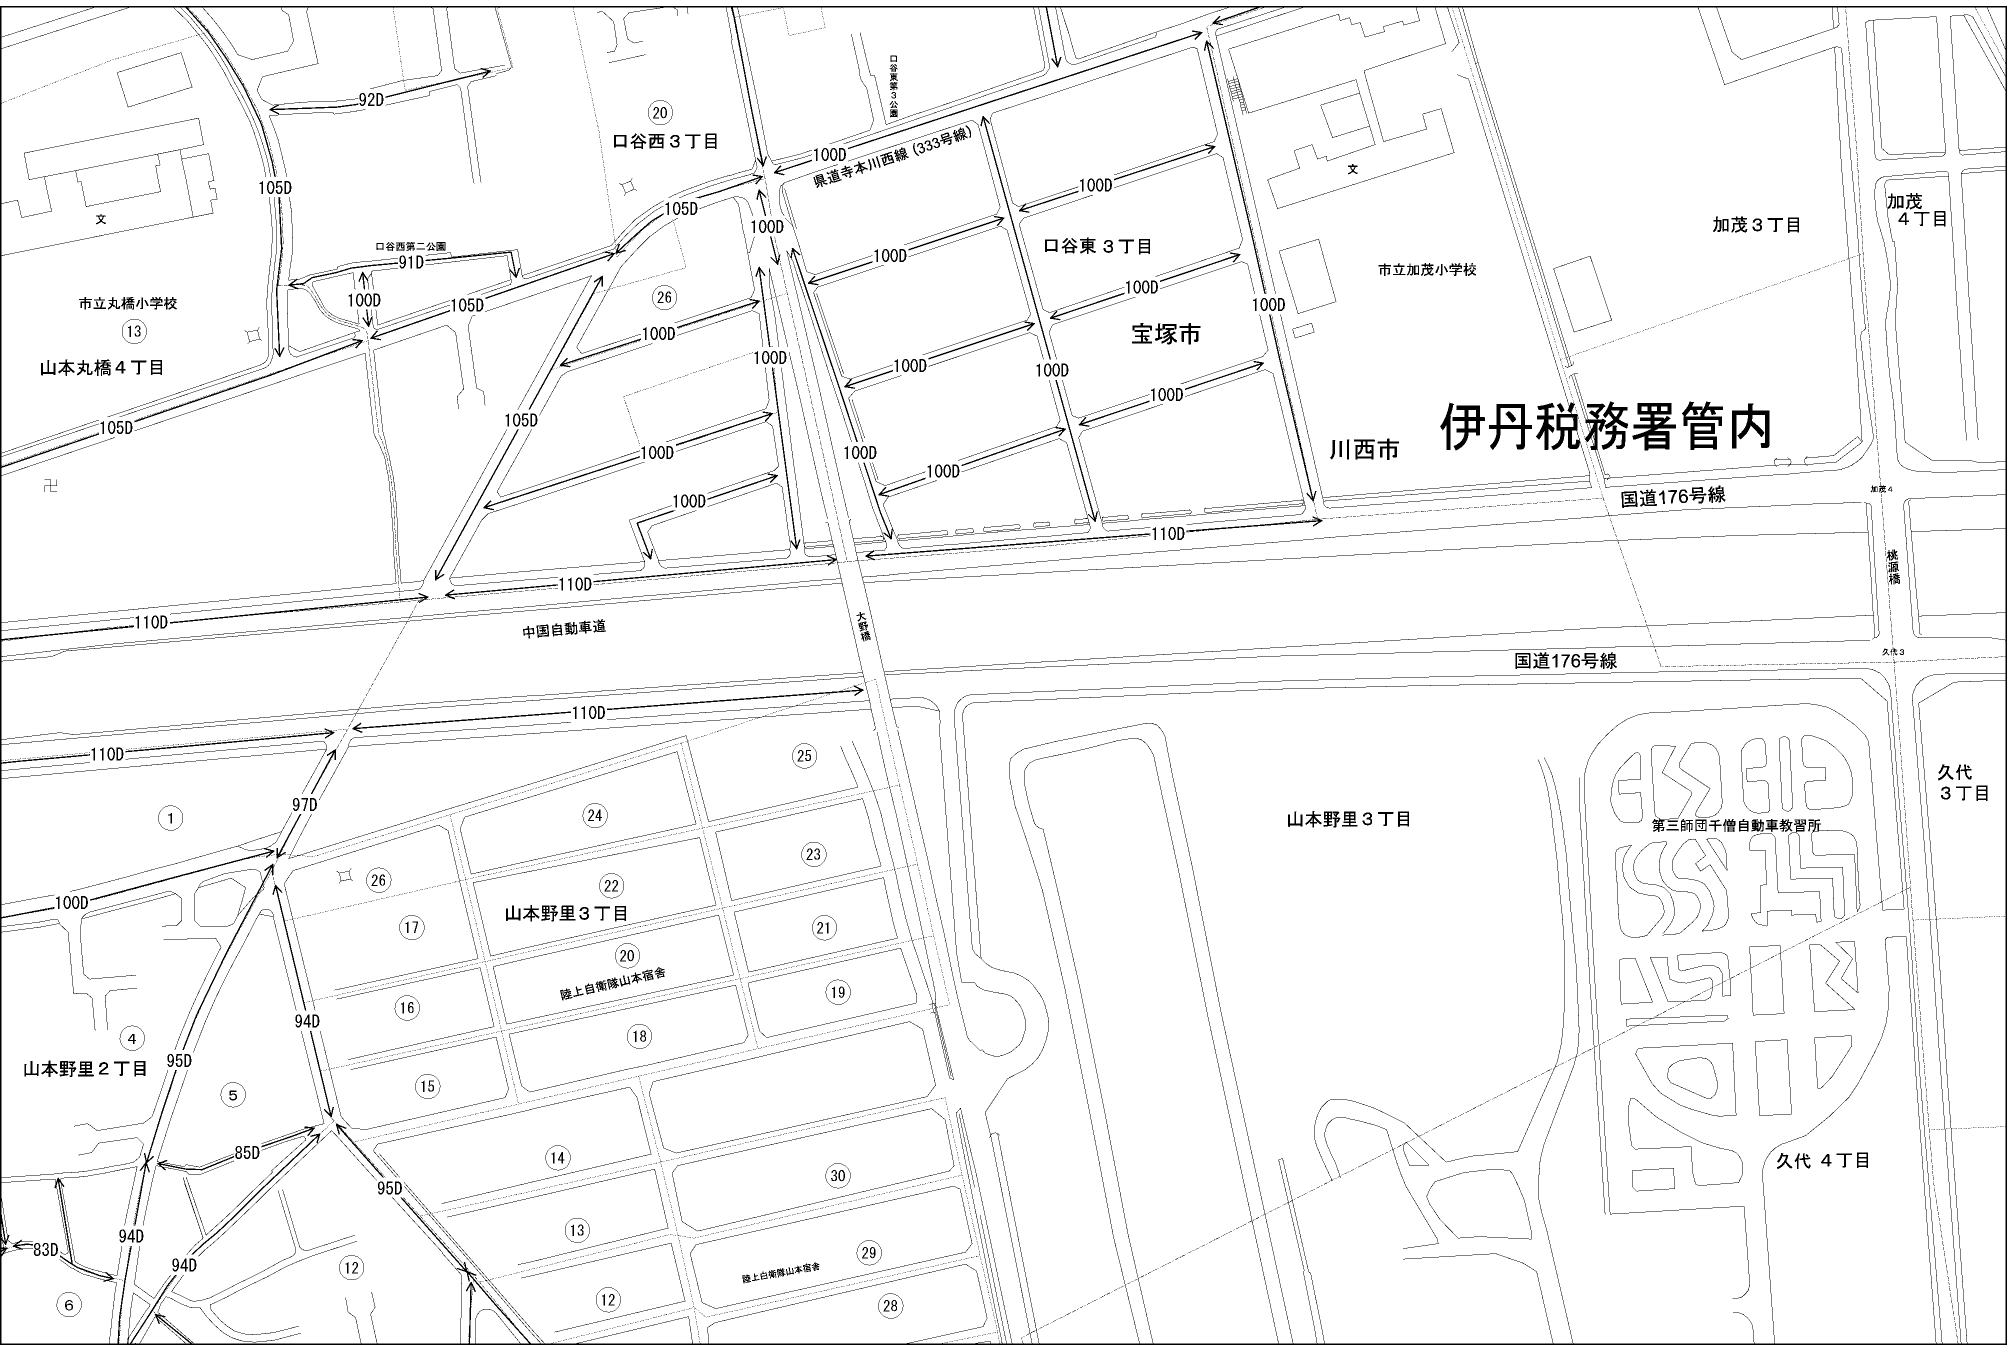 92D
20
口谷西３丁目
口谷東第3公園
100D
県道寺本川西線 (333号線)
文
105D
文
105D
100D
100D
加茂３丁目
加茂
４丁目
口谷西第二公園
91D
100D
口谷東３丁目
市立加茂小学校
市立丸橋小学校
13
100D
105D
26
100D
100D
宝塚市
山本丸橋４丁目
100D
100D
100D
100D
100D
105D
105D
伊丹税務署管内
川西市
100D
100D
100D
卍
100D
国道176号線
加茂4
110D
桃源橋
110D
110D
中国自動車道
大野橋
国道176号線
久代3
110D
110D
25
久代
３丁目
97D
1
24
山本野里３丁目
第三師団千僧自動車教習所
23
26
22
100D
山本野里３丁目
17
21
20
陸上自衛隊山本宿舎
19
16
94D
18
4
95D
山本野里２丁目
15
5
85D
14
久代 ４丁目
30
95D
13
94D
83D
29
94D
12
陸上自衛隊山本宿舎
6
12
28